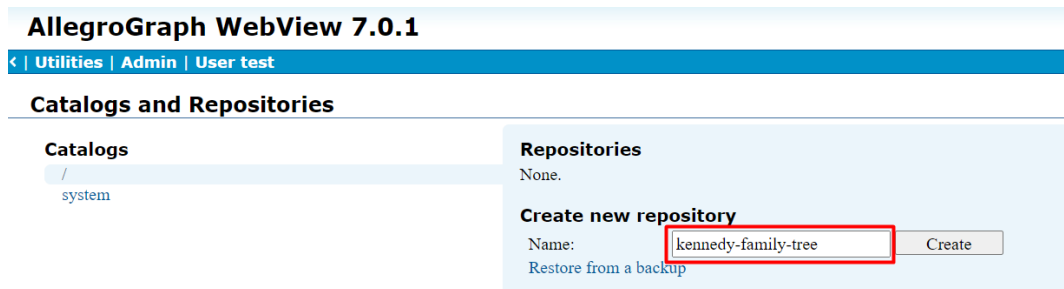 AllegroGraph WebView 7.0.1
< | Utilities | Admin | User test
Catalogs and Repositories
Catalogs
/
system
Repositories
None.
Create new repository
Name: kennedy-family-tree Create
Restore from a backup